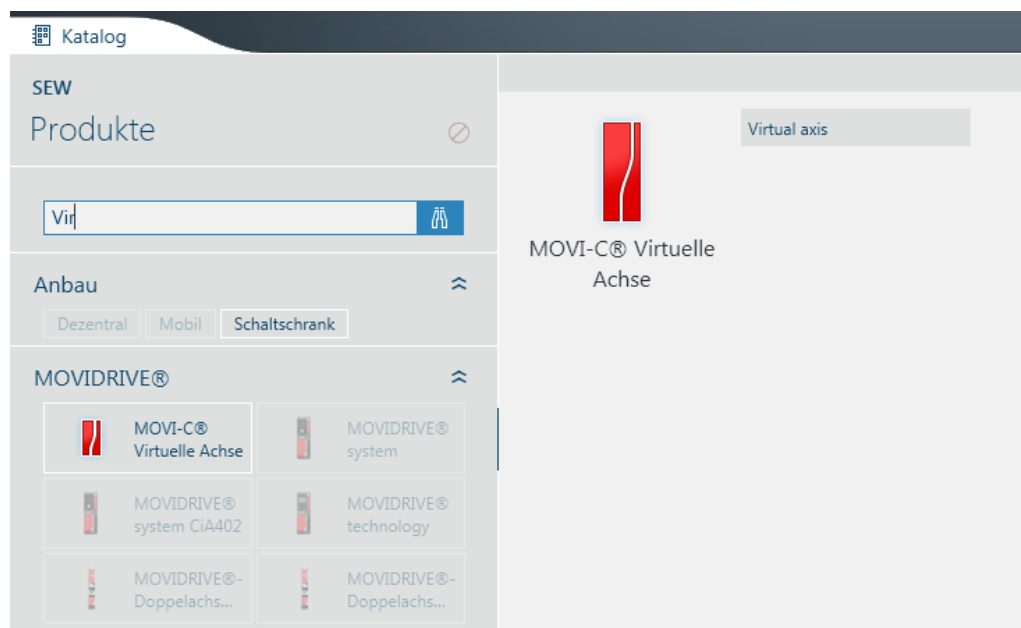 Katalog
SEW
Produkte
Vir
Anbau
Dezentral Mobil Schaltschrank
MOVIDRIVE®
MOVI-C®
Virtuelle Achse
MOVIDRIVE®
system
MOVIDRIVE®
system CiA402
MOVIDRIVE®
technology
MOVIDRIVE®-
Doppelachs...
MOVIDRIVE®-
Doppelachs...
MOVI-C® Virtuelle
Achse
Virtual axis